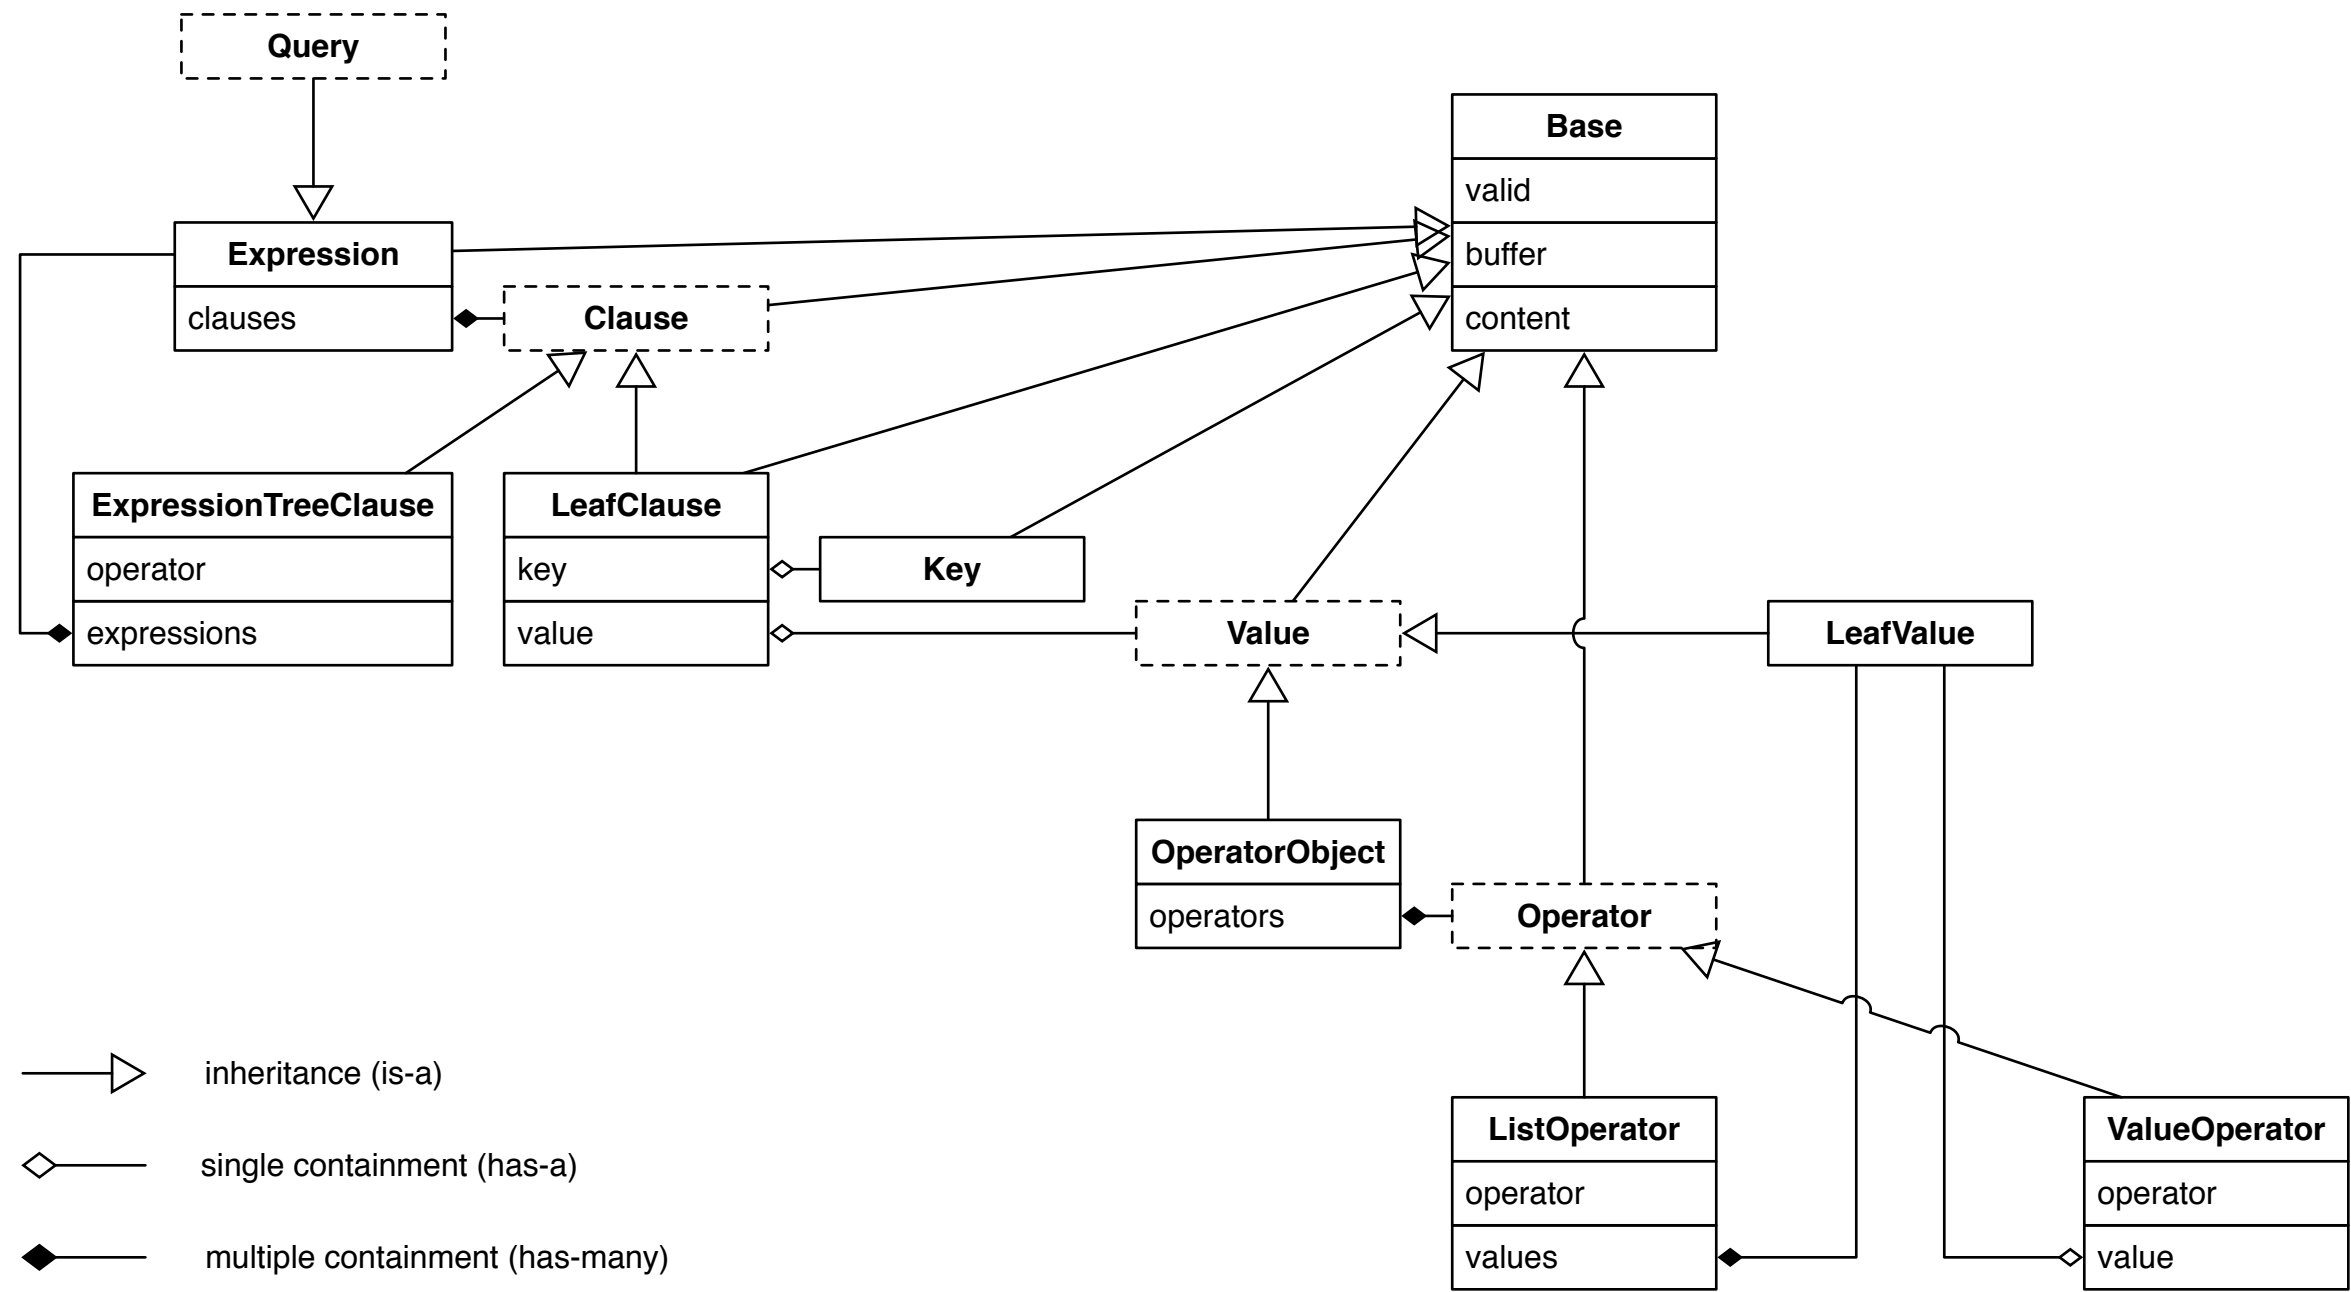 Query
Base
valid
buffer
content
Expression
clauses
Clause
ExpressionTreeClause
operator
expressions
LeafClause
key
value
Key
Value
LeafValue
OperatorObject
operators
Operator
ListOperator
operator
values
ValueOperator
operator
value
inheritance (is-a)
single containment (has-a)
multiple containment (has-many)